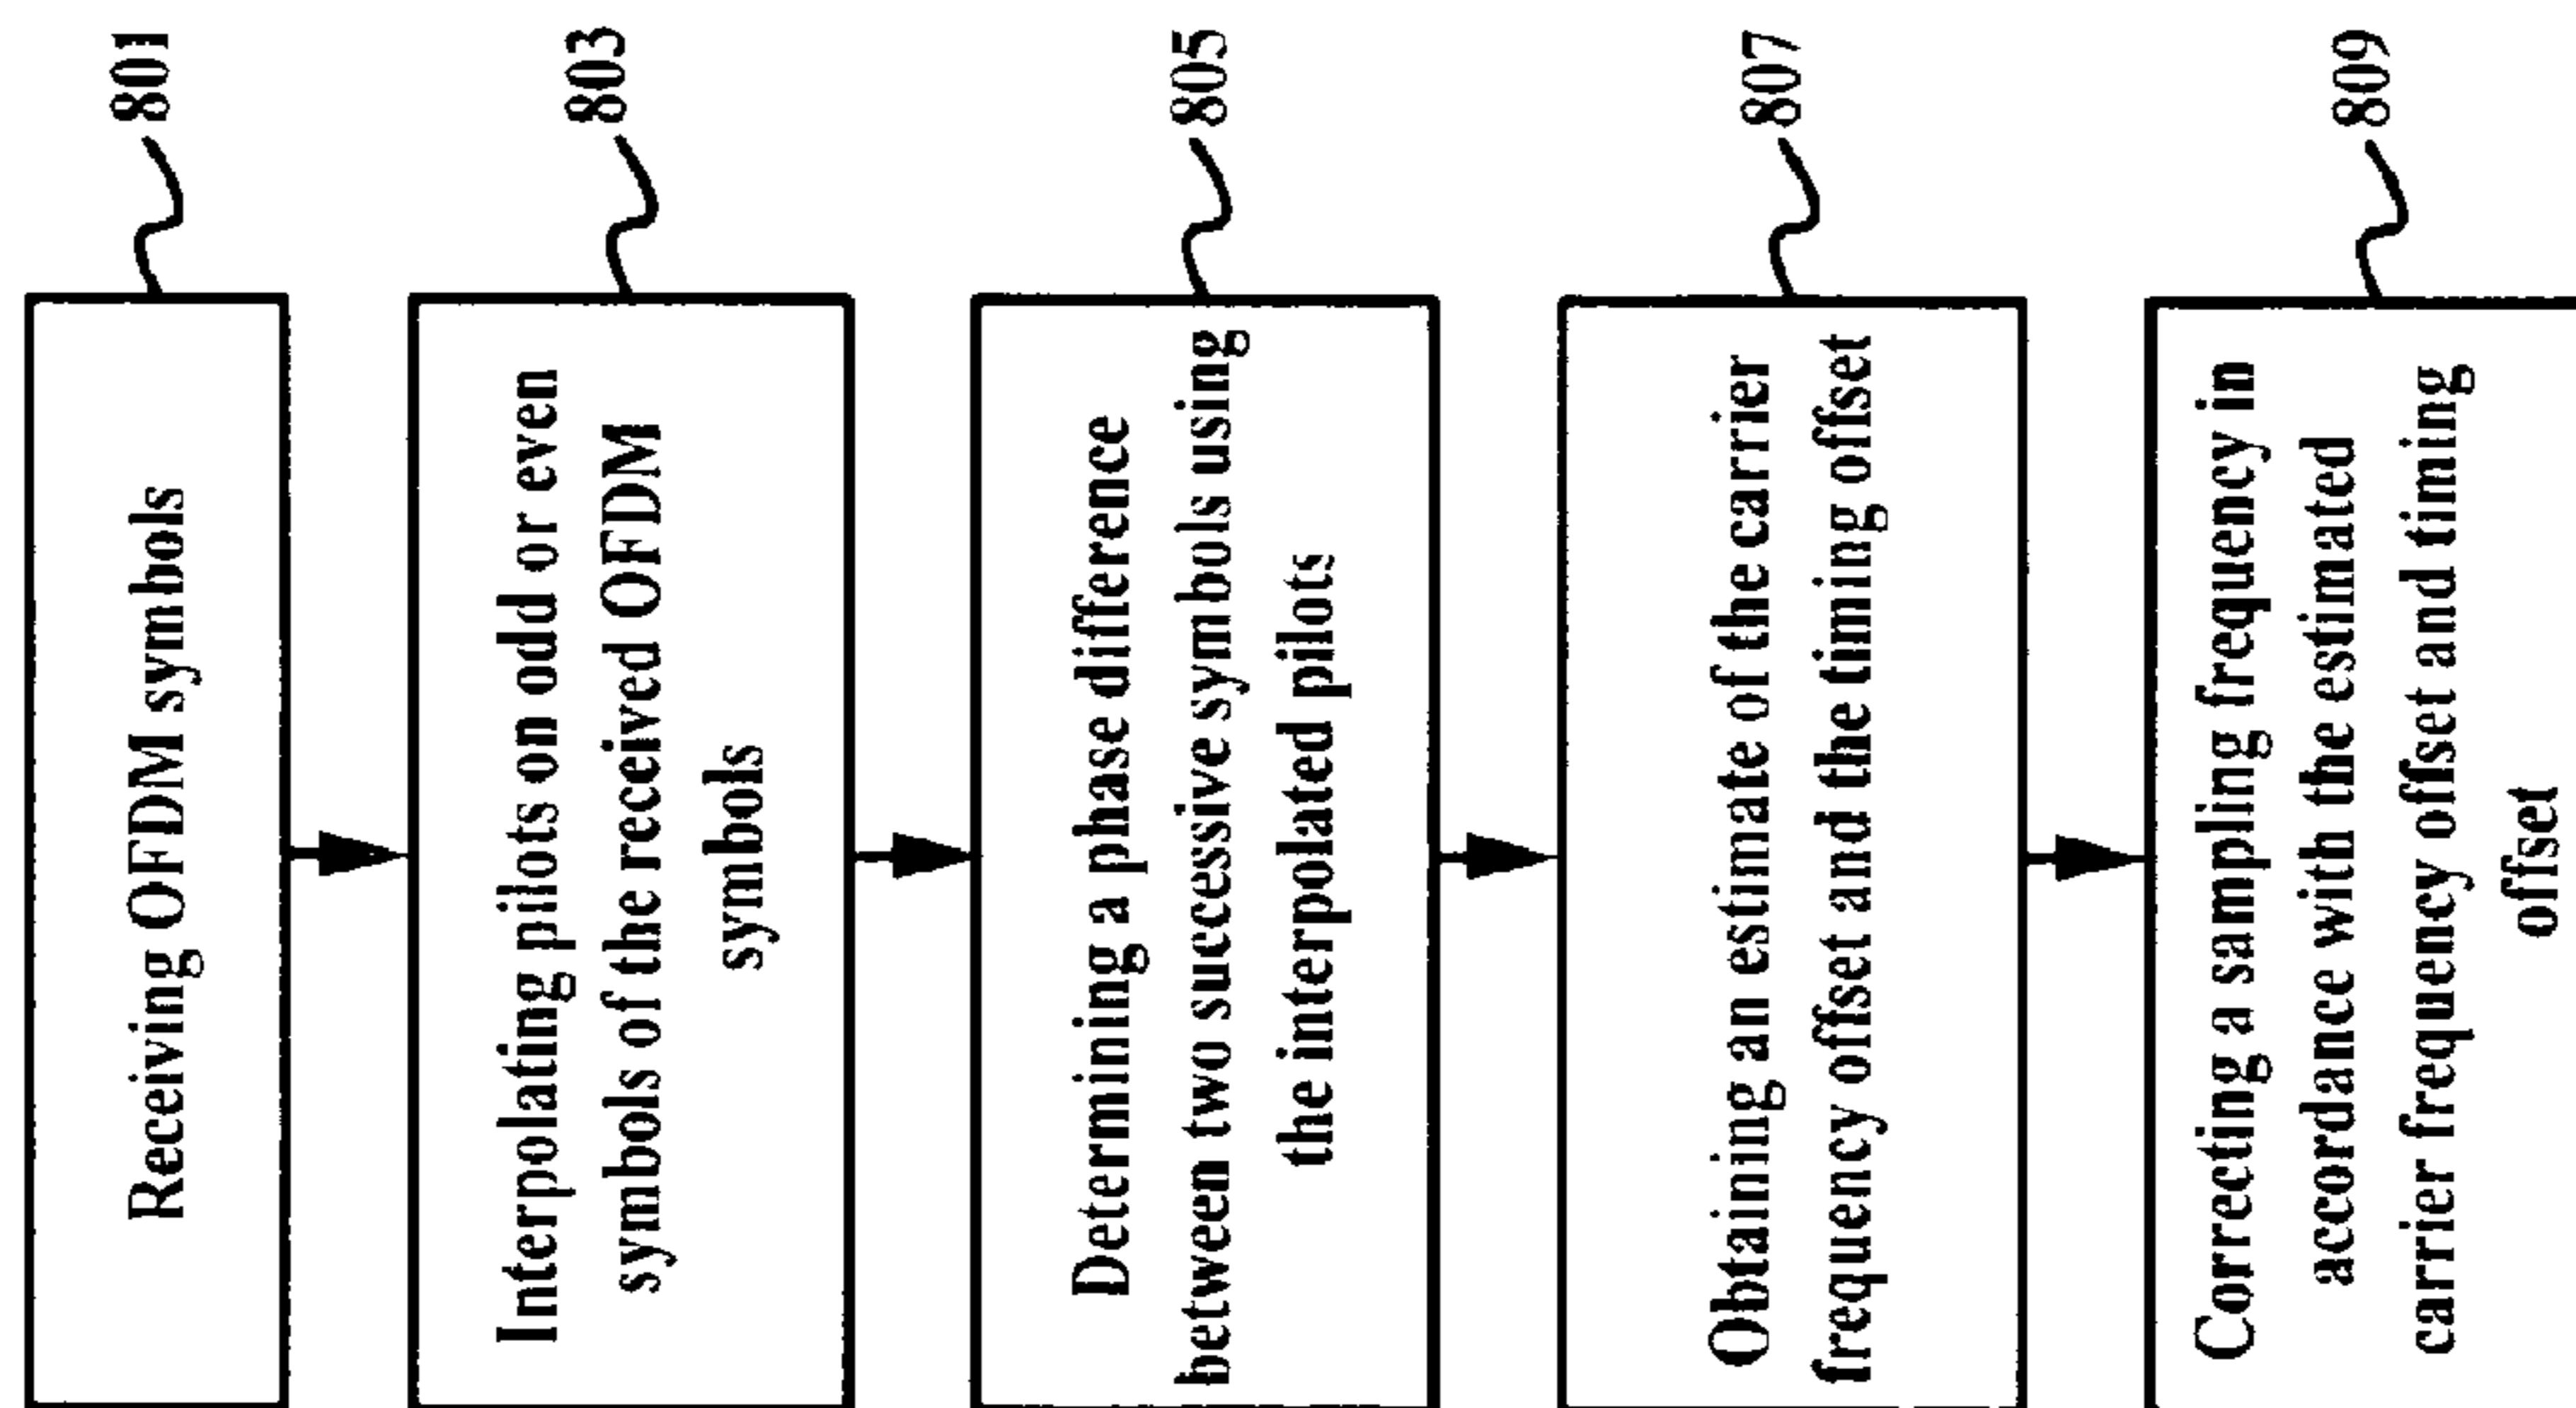 801
Receiving OFDM symbols
803
Interpolating pilots on odd or even
symbols of the received OFDM
symbols
805
Determining a phase difference
between two successive symbols using
the interpolated pilots
807
Obtaining an estimate of the carrier
frequency offset and the timing offset
809
Correcting a sampling frequency in
accordance with the estimated
carrier frequency offset and timing
offset